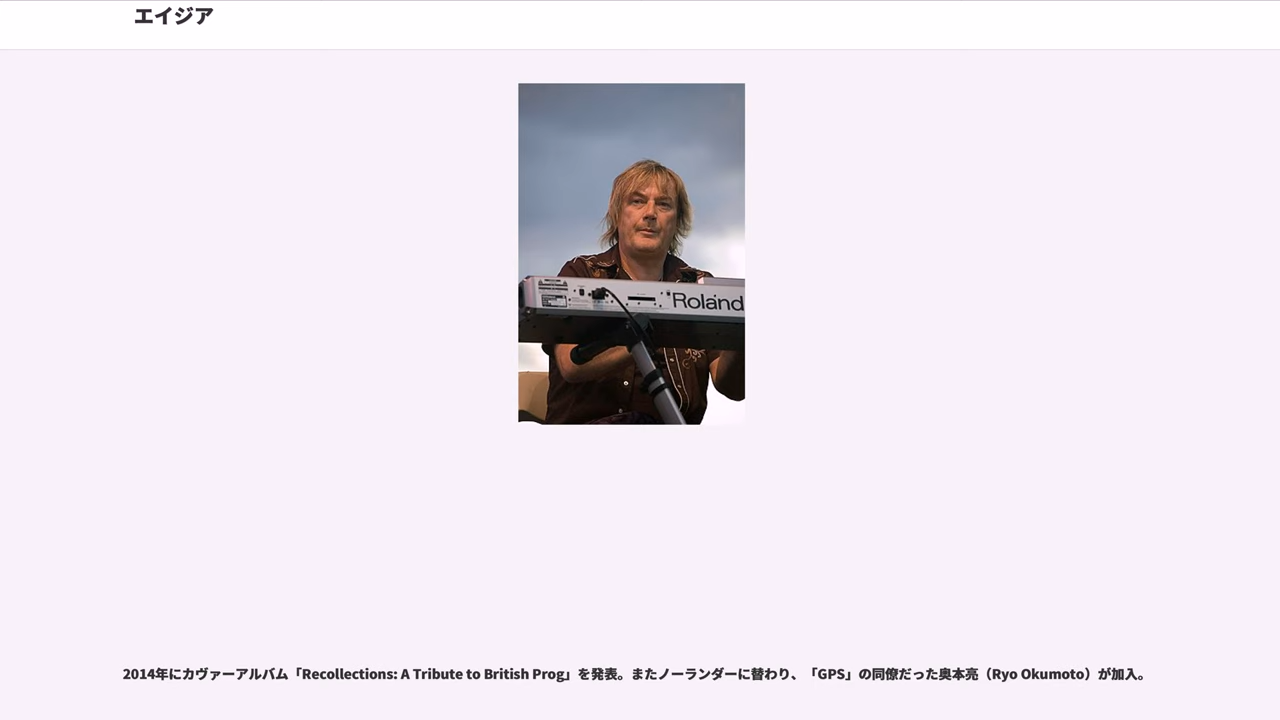 エイジア
Roland
2014年にカヴァーアルバム「Recollections: A Tribute to British Prog」を発表。またノーランダーに替わり、「GPS」の同僚だった奥本亮（Ryo Okumoto）が加入。